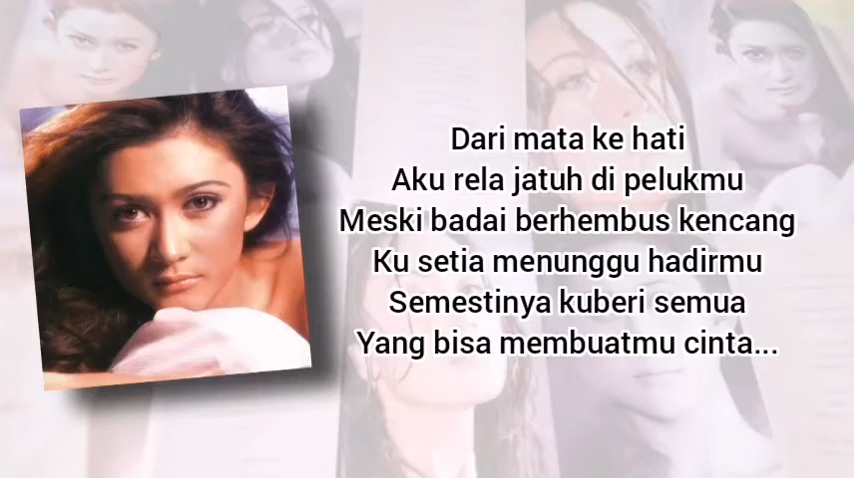 Dari mata ke hati
Aku rela jatuh di pelukmu
Meski badai berhembus kencang
Ku setia menunggu hadirmu
Semestinya kuberi semua
Yang bisa membuatmu cinta...